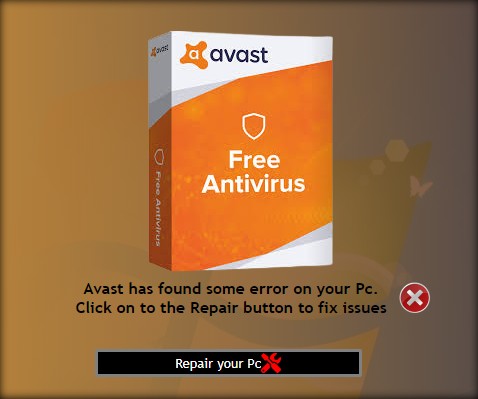 avast
avast
Free
Antivirus
Free Antivirus
Avast has found some error on your Pc.
Click on to the Repair button to fix issues
Repair your Pc